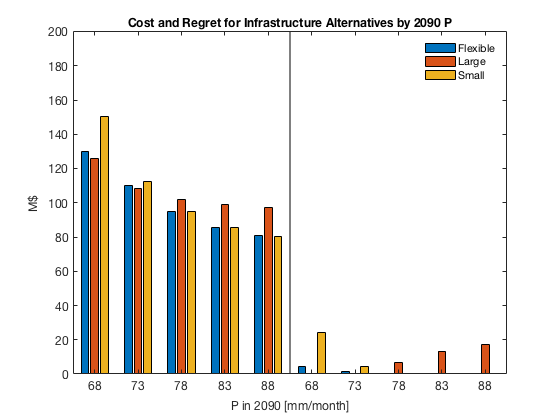 Cost and Regret for Infrastructure Alternatives by 2090 P
Flexible
Large
Small
M$
200
180
160
140
120
100
80
60
40
20
0
68 73 78 83 88 68 73 78 83 88
P in 2090 [mm/month]